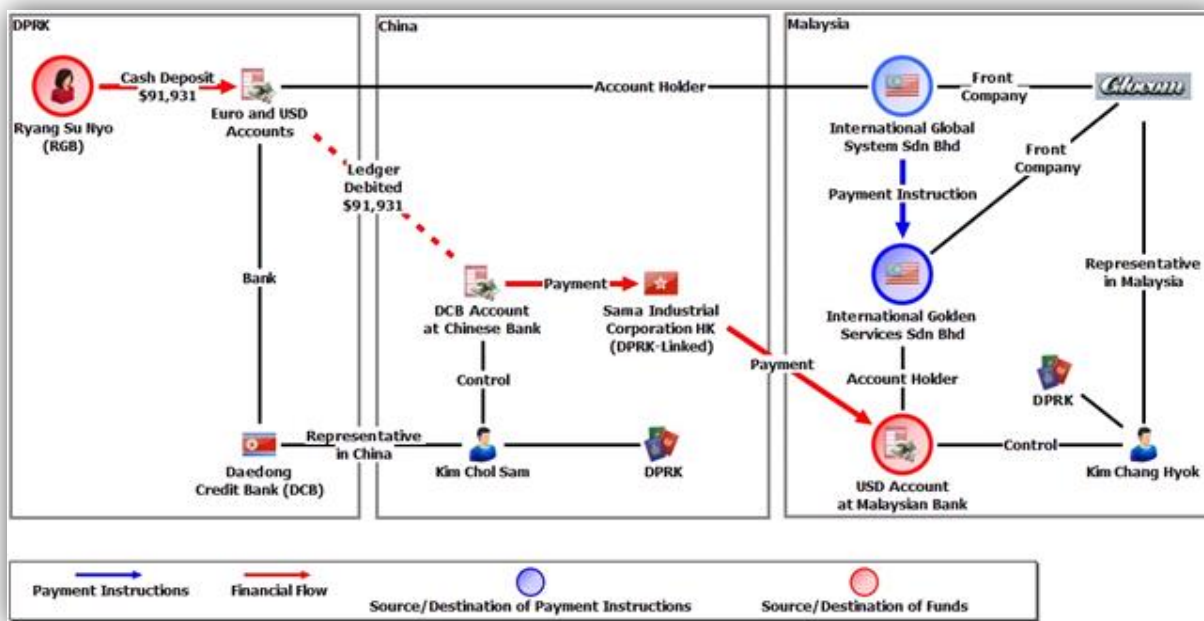 DPRK
China
Malaysia
Cash Deposit
$91,931
Ryang Su Nyo
(RGB)
Euro and USD
Accounts
Account Holder
International Global
System Sdn Bhd
Front
Company
Glocom
Ledger
Debited
$91,931
Payment Instruction
Front
Company
Bank
DCB Account
at Chinese Bank
Payment
Sama Industrial
Corporation HK
(DPRK-Linked)
International Golden
Services Sdn Bhd
Representative
in Malaysia
Control
Payment
Account Holder
DPRK
Daedong
Credit Bank (DCB)
Representative
in China
Kim Chol Sam
DPRK
USD Account
at Malaysian Bank
Control
Kim Chang Hyok
Payment Instructions
Financial Flow
Source/Destination of Payment Instructions
Source/Destination of Funds